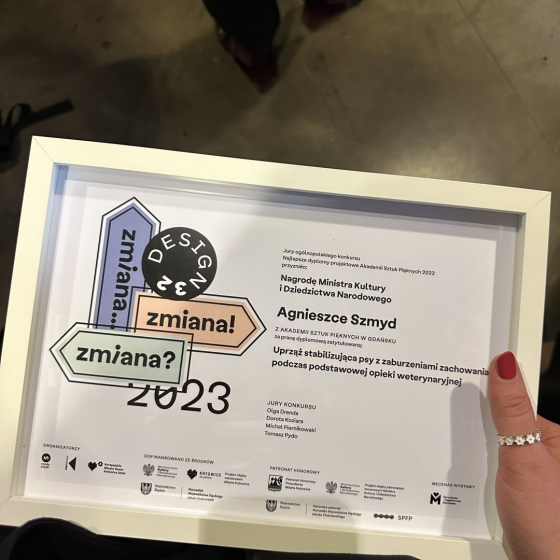 zmiana...
DESIGN 32
zmiana!
zmiana?
2023
Jury ogólnopolskiego konkursu
Najlepsze dyplomy projektowe Akademii Sztuk Pięknych 2023
przyznało:
Nagrodę Ministra Kultury
i Dziedzictwa Narodowego
Agnieszce Szmyd
Z AKADEMII SZTUK PIĘKNYCH W GDAŃSKU
za pracę dyplomową zatytułowaną:
Uprząż stabilizująca psy z zaburzeniami zachowania
podczas podstawowej opieki weterynaryjnej
JURY KONKURSU
Olga Drenda
Dorota Koziara
Michał Piernikowski
Tomasz Pydo
ORGANIZATORZY
DOFINANSOWANO ZE ŚRODKÓW
KATOWICE
PATRONAT HONOROWY
MECENAS WYSTAWY
SPFP